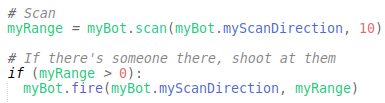 # Scan
myRange = myBot.scan(myBot.myScanDirection, 10)
# If there's someone there, shoot at them
if (myRange > 0):
  myBot.fire(myBot.myScanDirection, myRange)